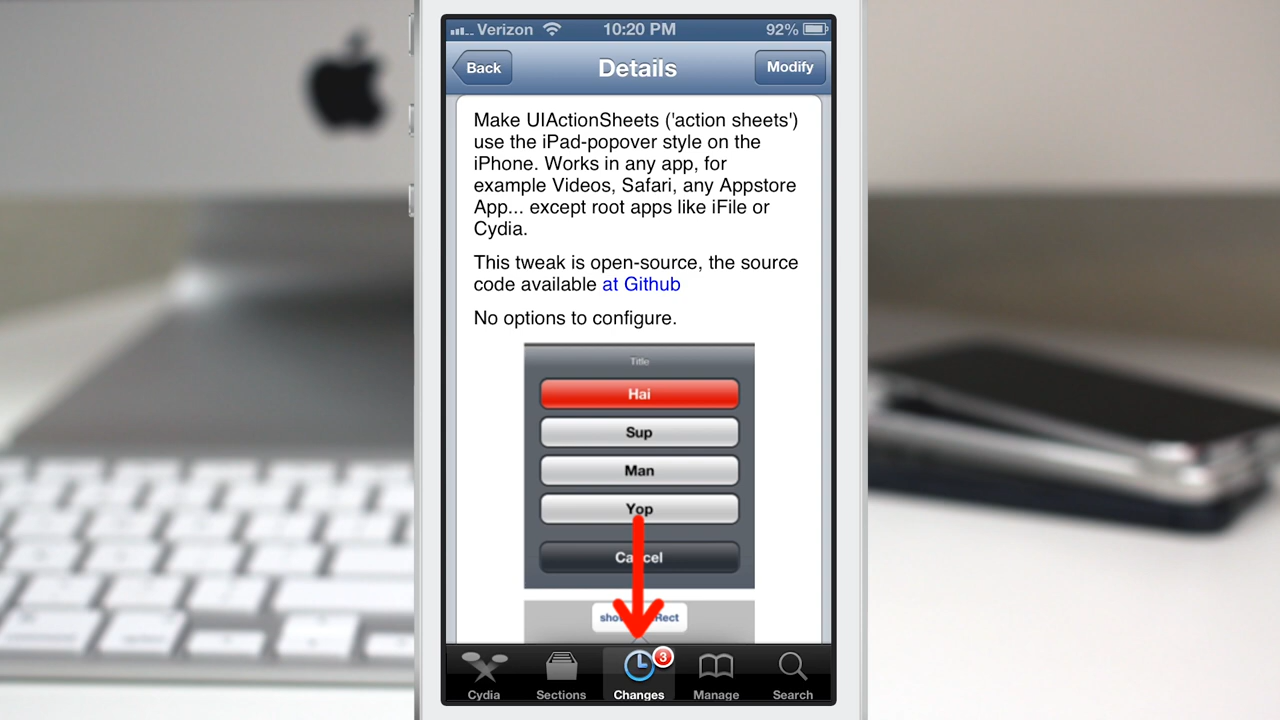 Verizon 10:20 PM 92%
Back Details Modify
Make UIActionSheets ('action sheets')
use the iPad-popover style on the
iPhone. Works in any app, for
example Videos, Safari, any Appstore
App... except root apps like iFile or
Cydia.
This tweak is open-source, the source
code available at Github
No options to configure.
Title
Hai
Sup
Man
Yop
Cancel
3
Cydia Sections Changes Manage Search